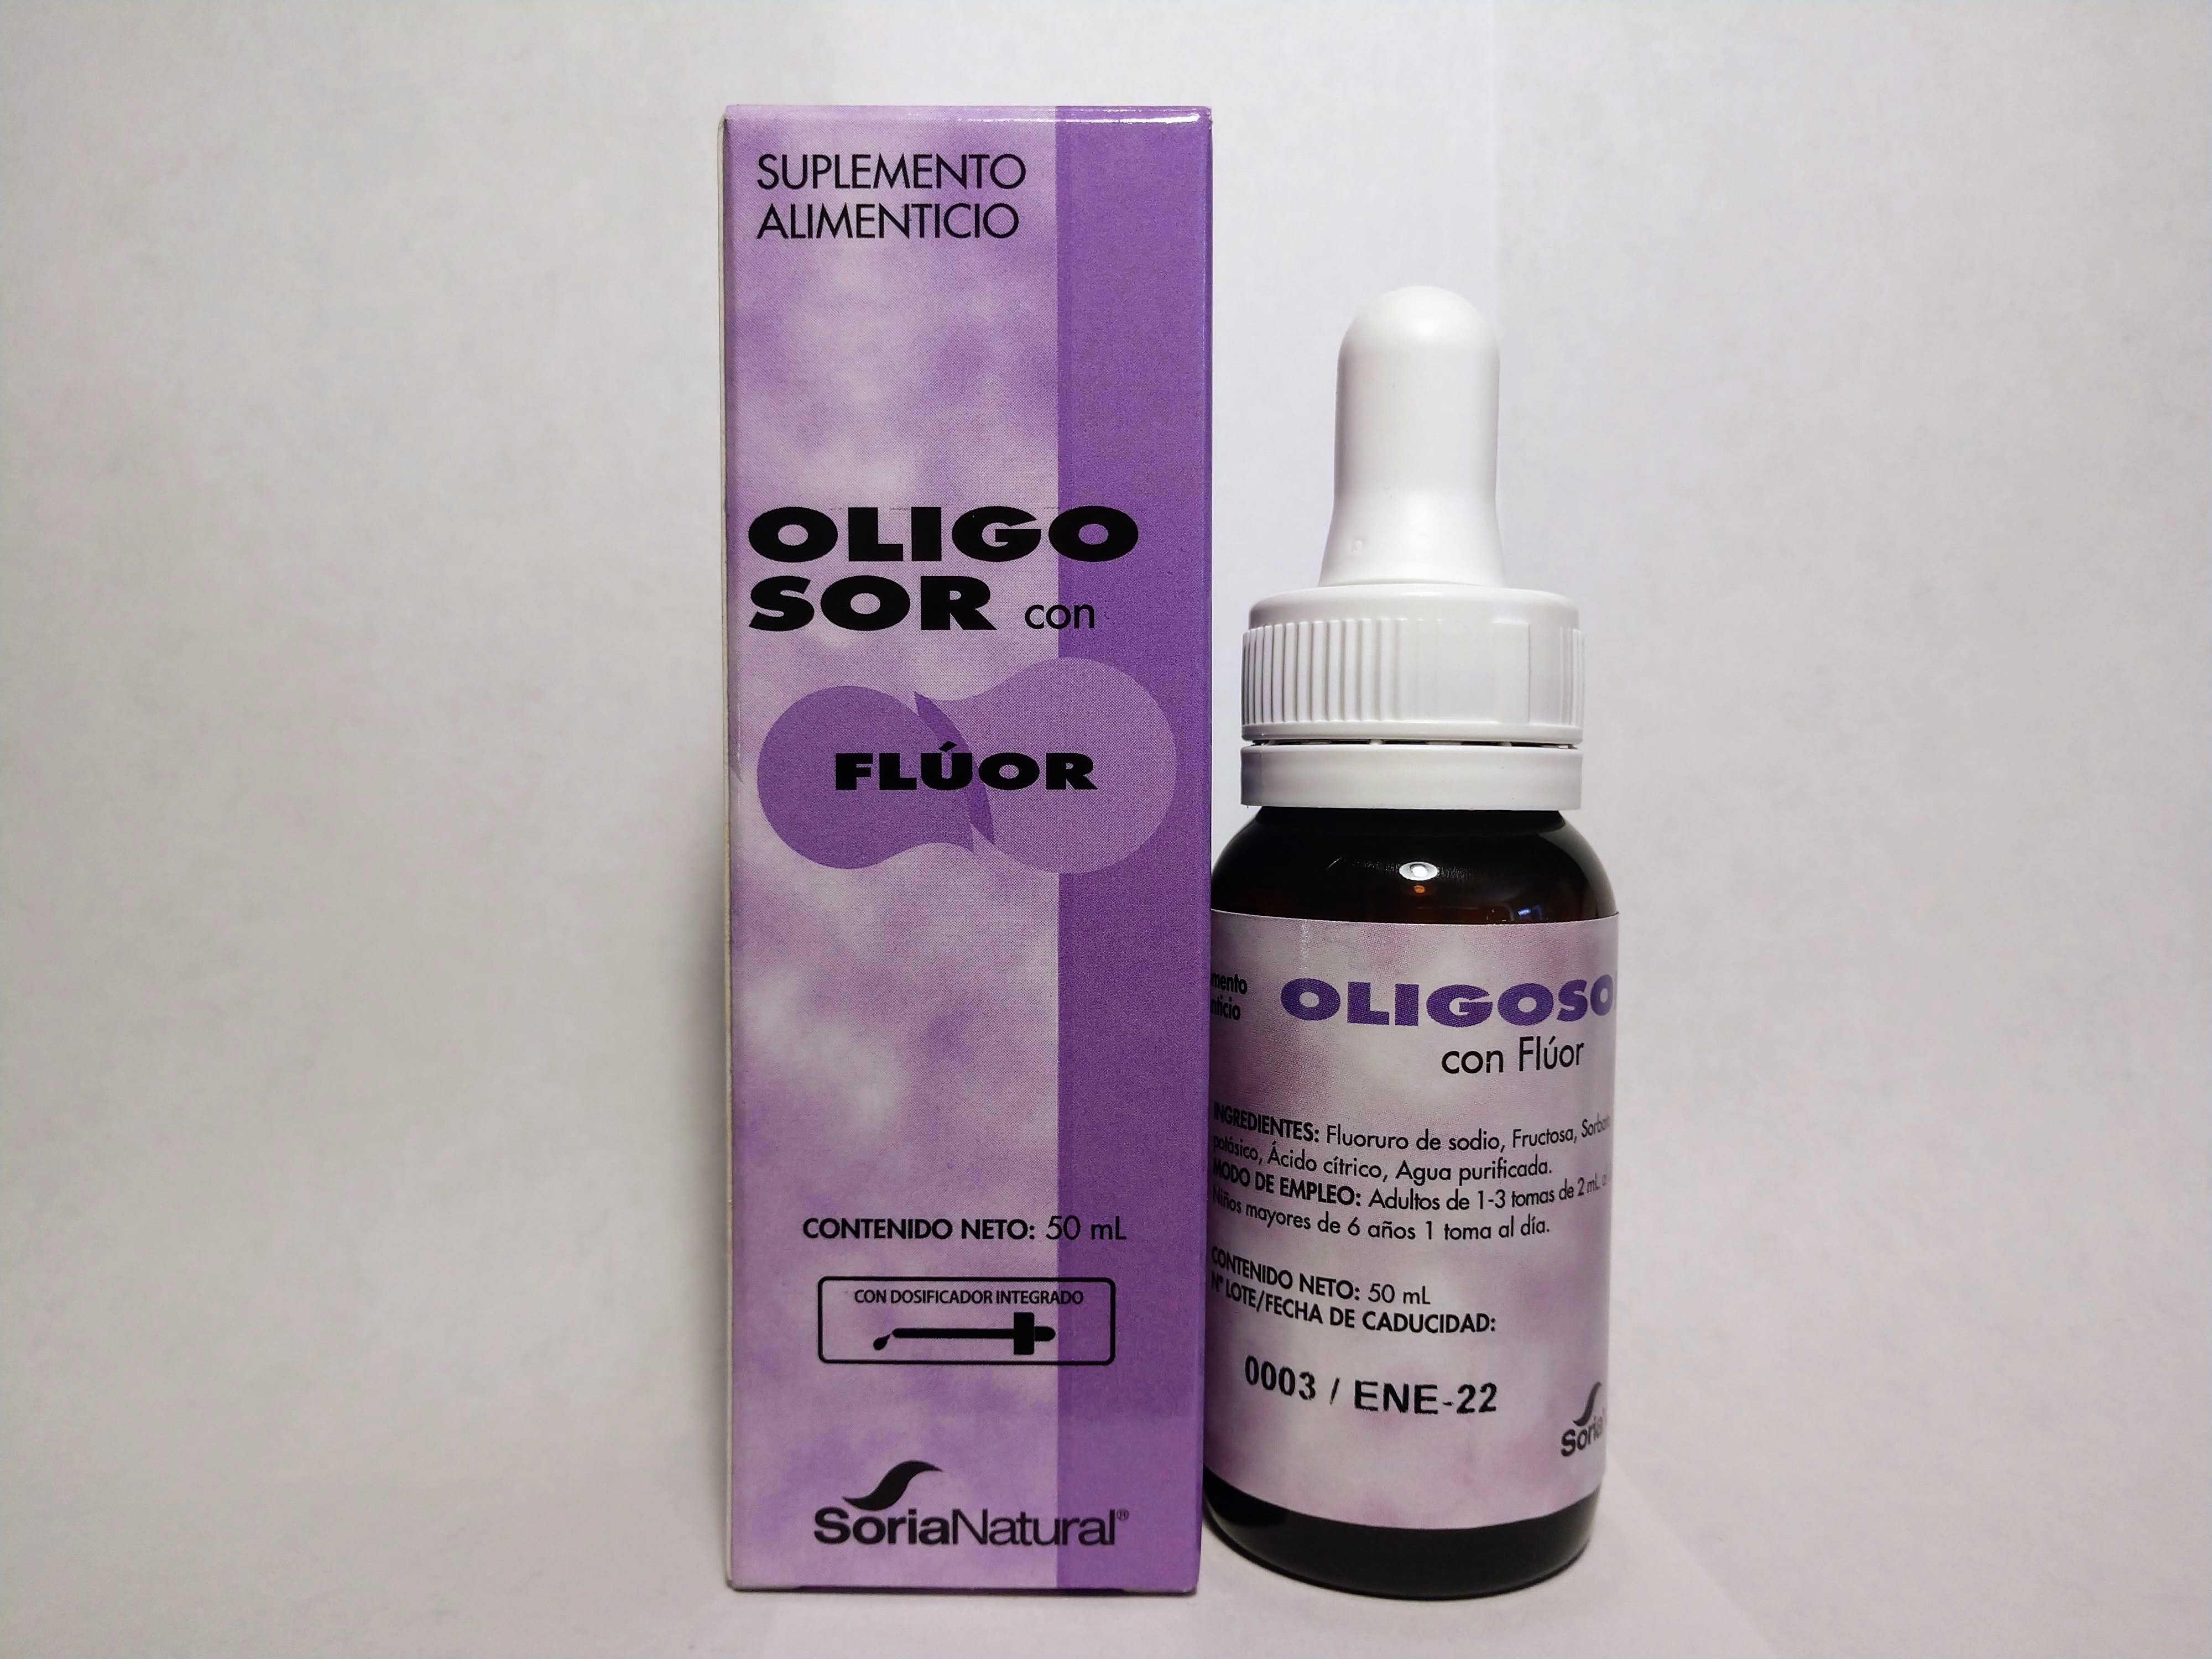 SUPLEMENTO
ALIMENTICIO
OLIGO
SOR con
FLÚOR
CONTENIDO NETO: 50 mL
CON DOSIFICADOR INTEGRADO
SoriaNatural®
OLIGOSO
con Flúor
INGREDIENTES: Fluoruro de sodio, Fructosa,
potásico, Ácido cítrico, Agua purificada.
MODO DE EMPLEO: Adultos de 1-3 tomas de 2 mL
Niños mayores de 6 años 1 toma al día.
CONTENIDO NETO: 50 mL
Nº LOTE/FECHA DE CADUCIDAD:
0003 / ENE-22
Soria